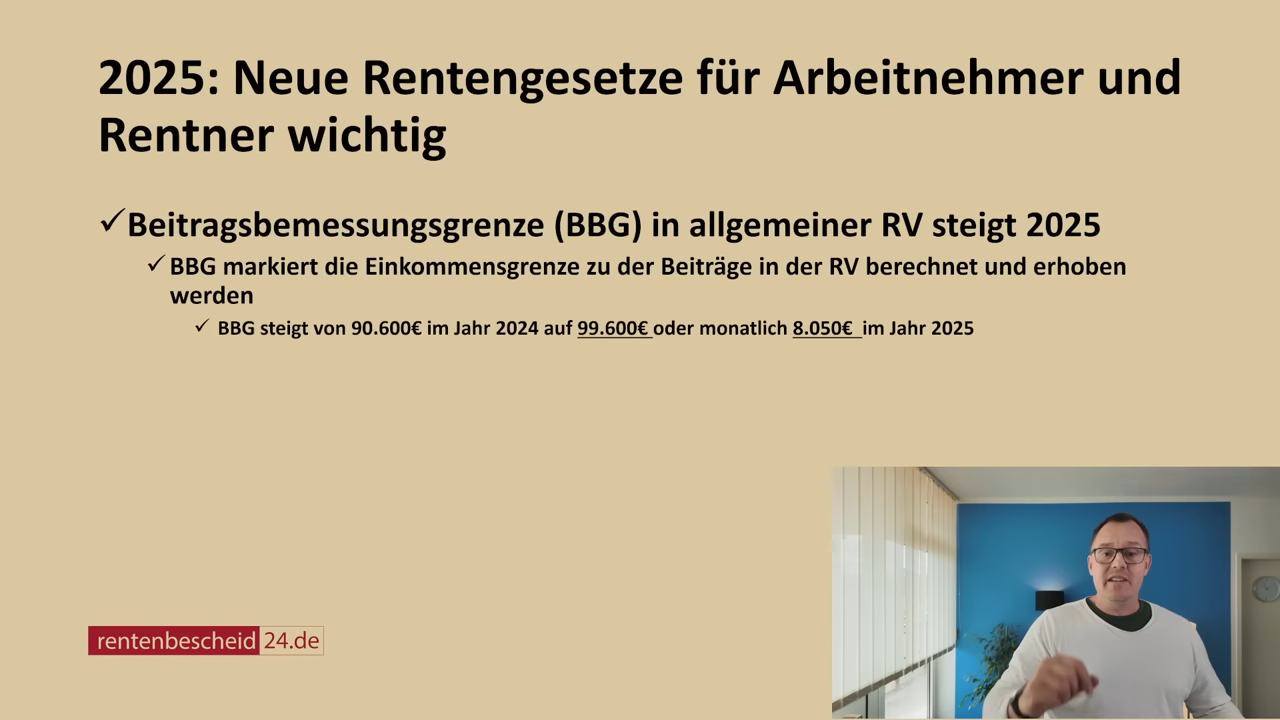 2025: Neue Rentengesetze für Arbeitnehmer und
Rentner wichtig
✓Beitragsbemessungsgrenze (BBG) in allgemeiner RV steigt 2025
✓BBG markiert die Einkommensgrenze zu der Beiträge in der RV berechnet und erhoben
werden
✓ BBG steigt von 90.600€ im Jahr 2024 auf 99.600€ oder monatlich 8.050€ im Jahr 2025
rentenbescheid 24.de